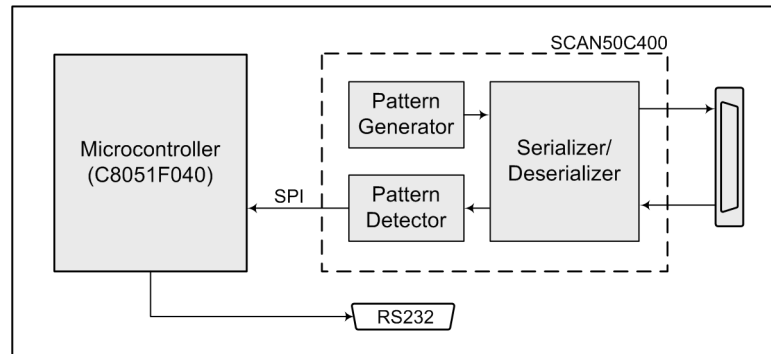 SCAN50C400
Pattern
Generator
Microcontroller
(C8051F040)
Serializer/
Deserializer
SPI
Pattern
Detector
RS232